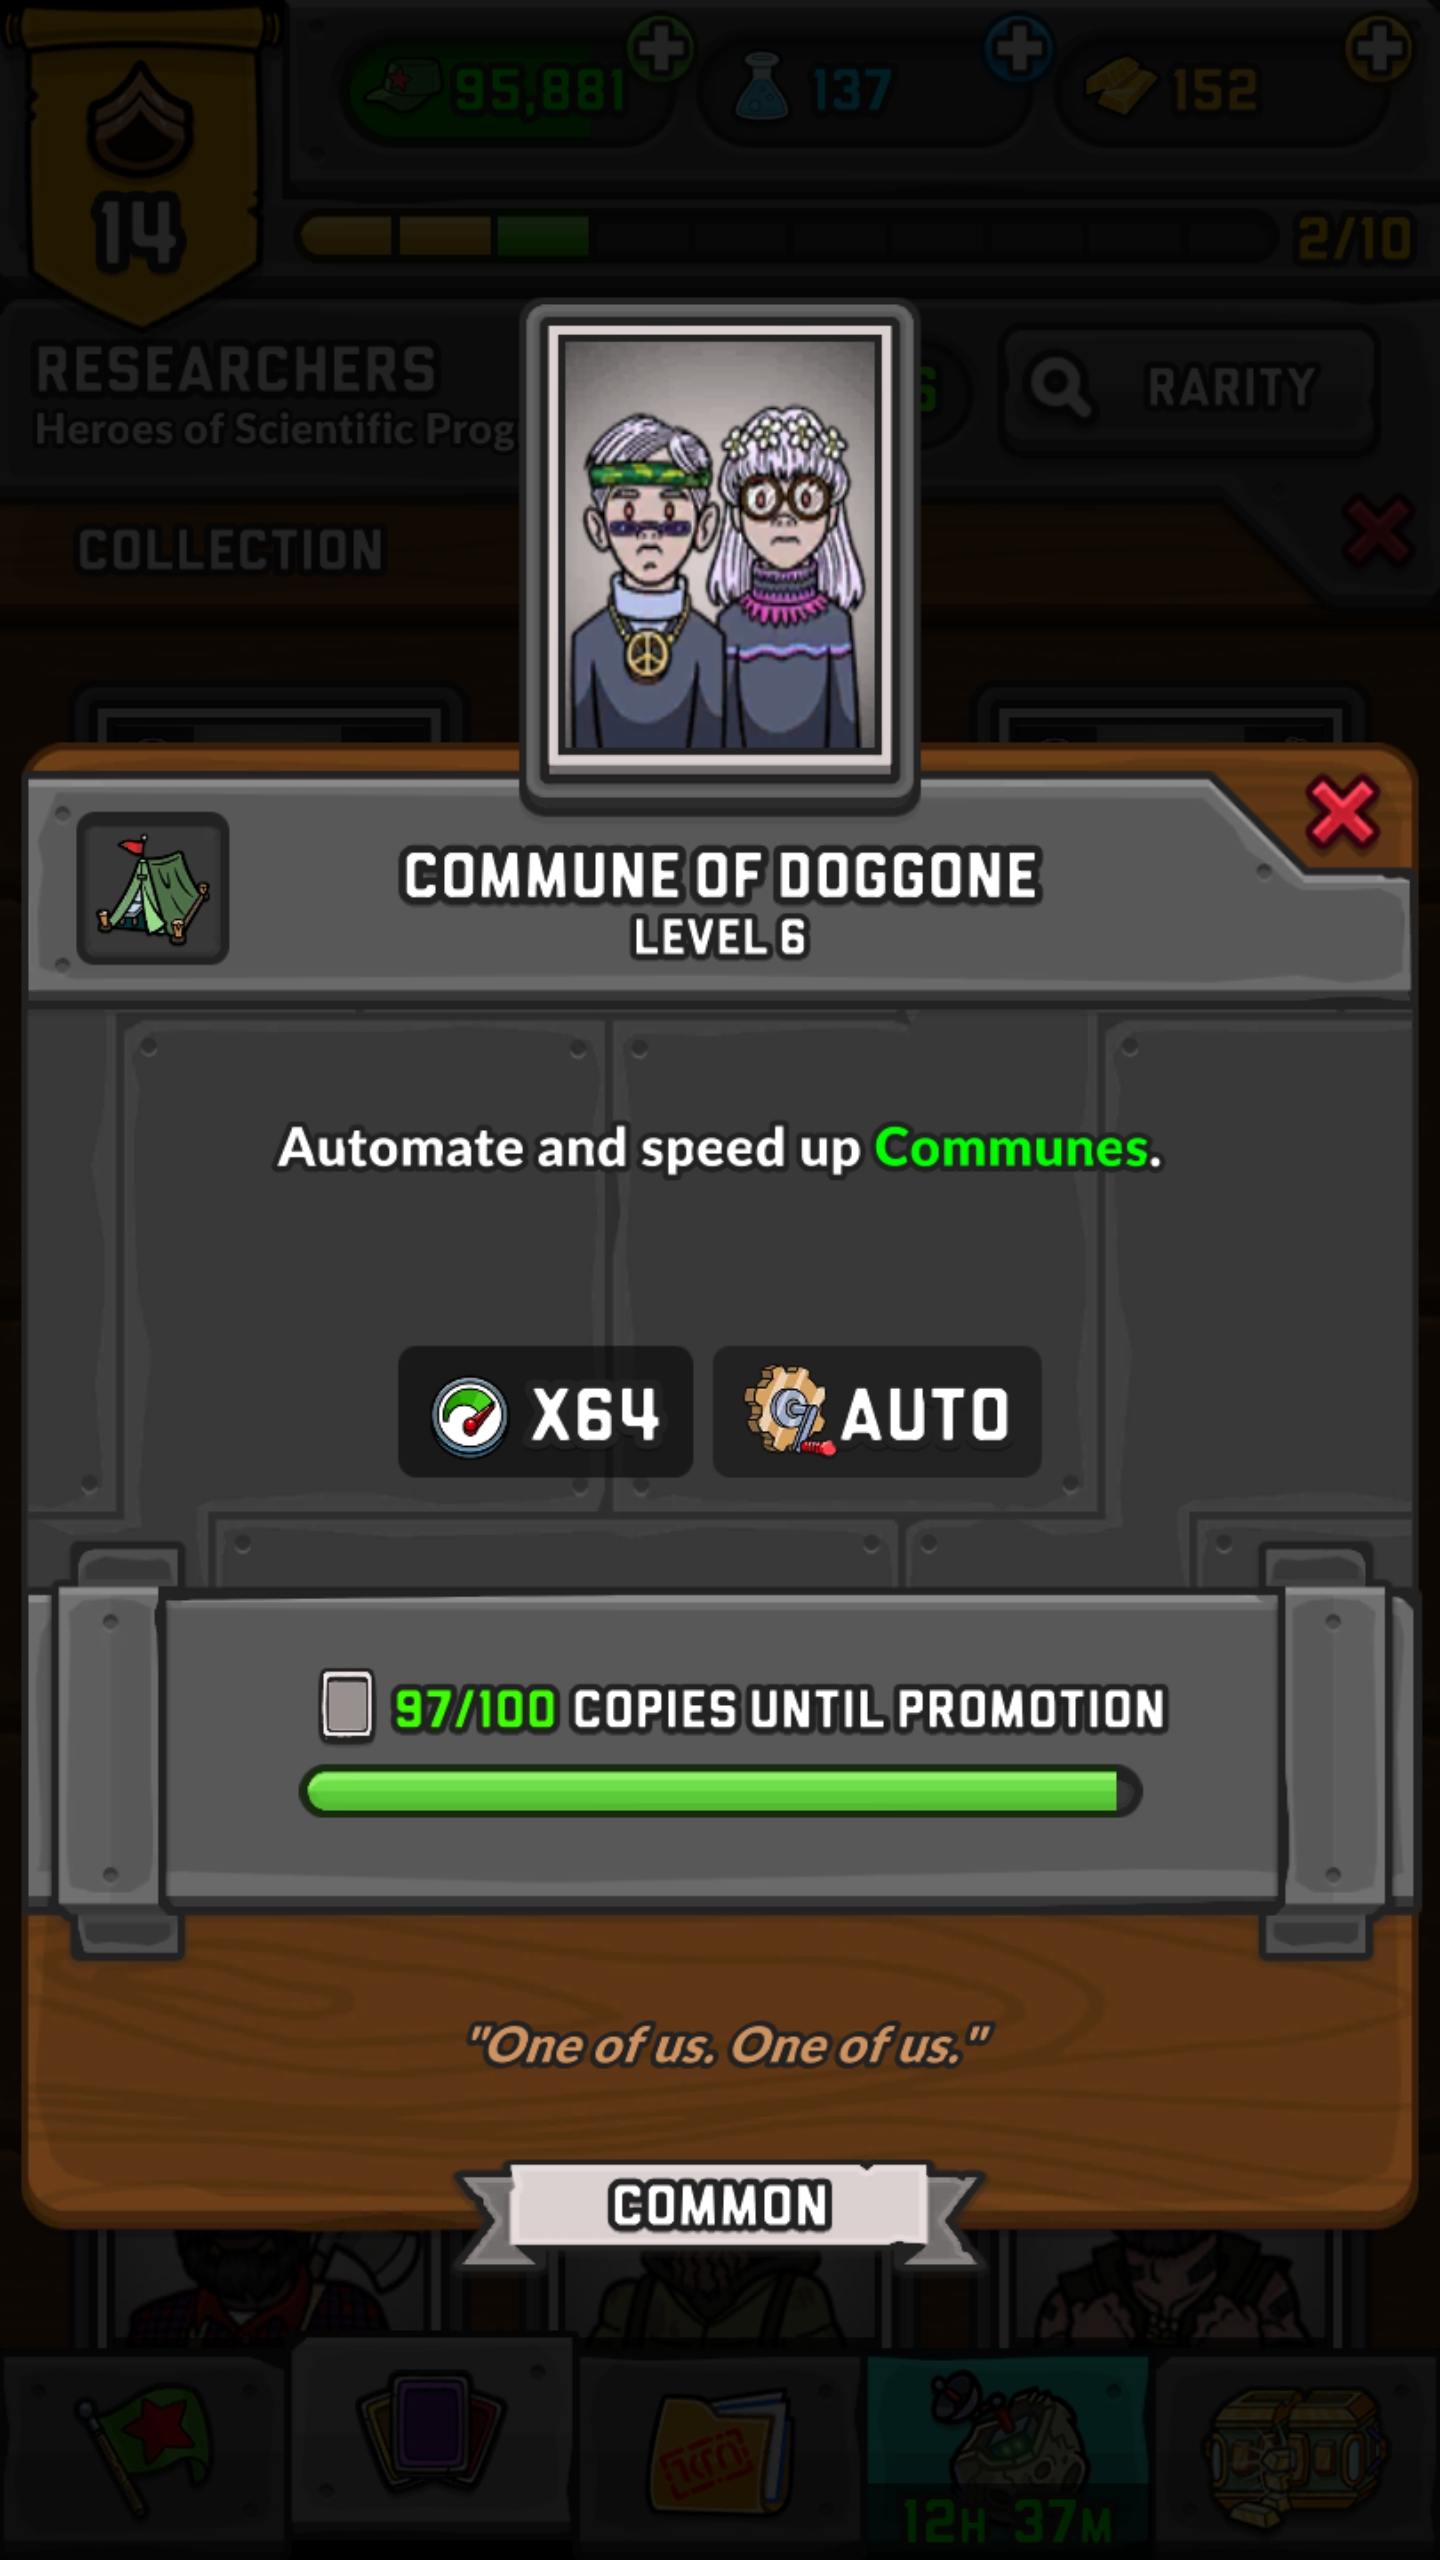 95,881
137
152
14
2/10
RESEARCHERS
Heroes of Scientific Prog
RARITY
COLLECTION
COMMUNE OF DOGGONE
LEVEL 6
Automate and speed up Communes.
X64
AUTO
97/100 COPIES UNTIL PROMOTION
"One of us. One of us."
COMMON
12H 37M